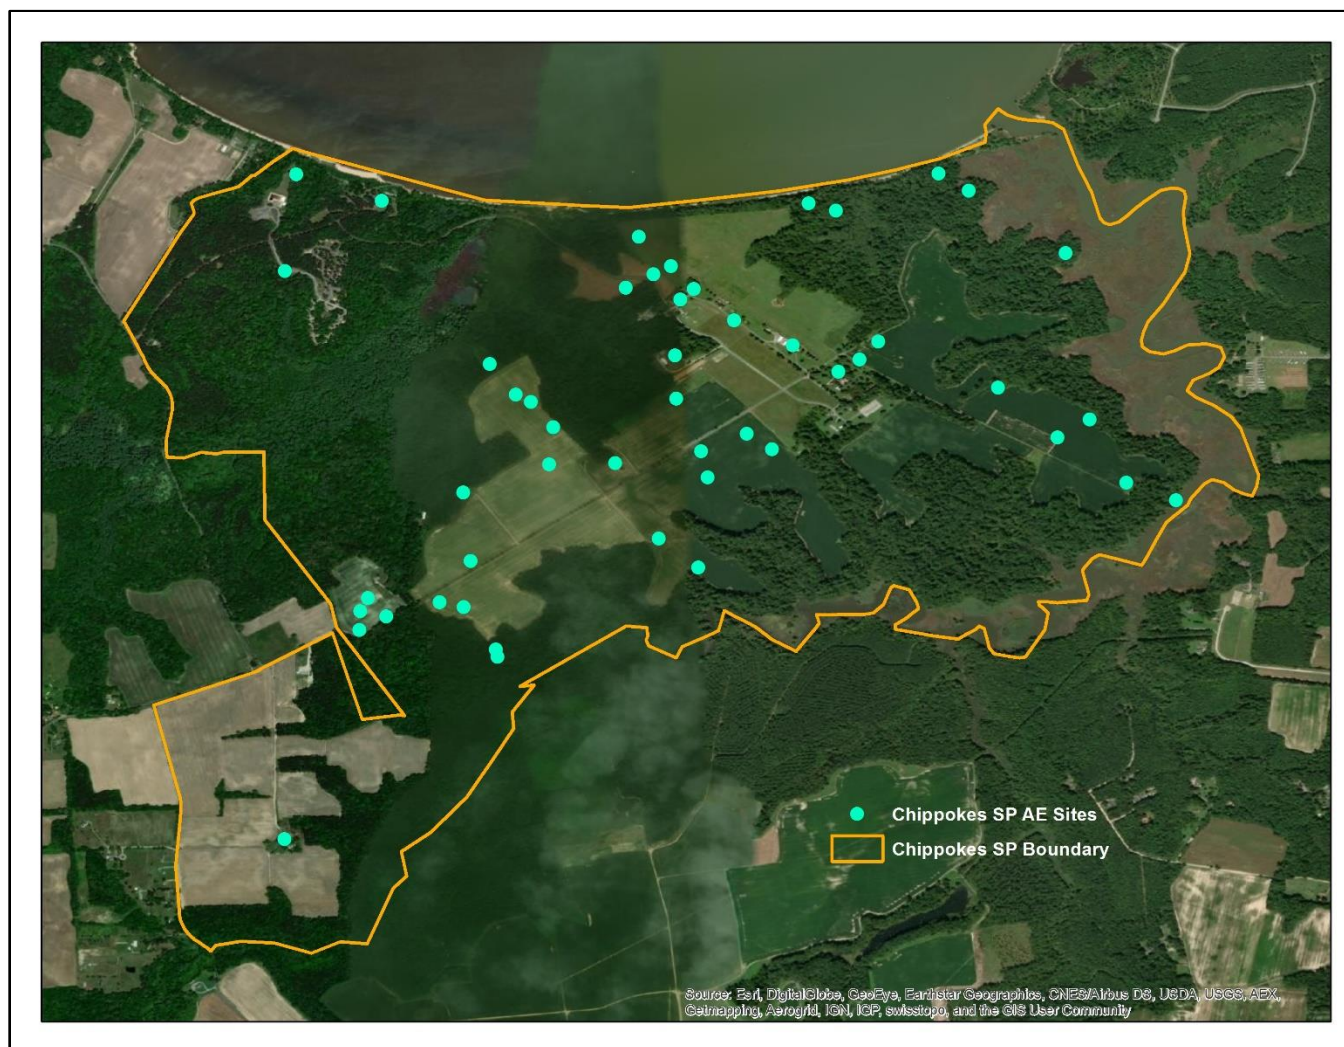 Chippokes SP AE Sites
Chippokes SP Boundary
Source: Esri, DigitalGlobe, GeoEye, Earthstar Geographics, CNES/Airbus DS, USDA, USGS, AEX,
Getmapping, Aerogrid, IGN, IGP, swisstopo, and the GIS User Community